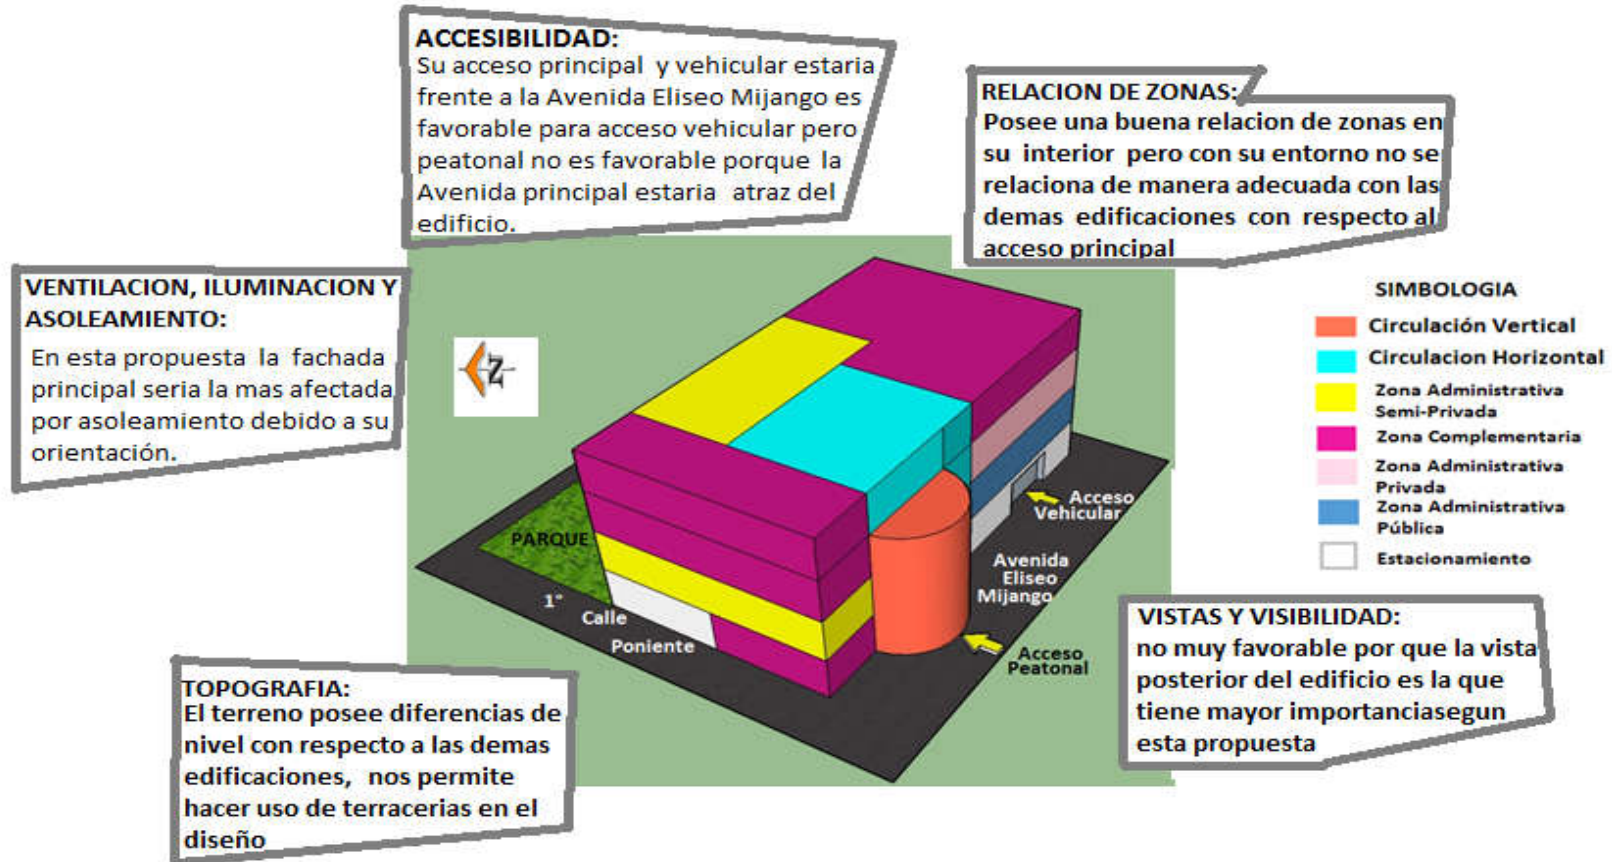 ACCESIBILIDAD:
Su acceso principal y vehicular estaria
frente a la Avenida Eliseo Mijango es
favorable para acceso vehicular pero
peatonal no es favorable porque la
Avenida principal estaria atraz del
edificio.
RELACION DE ZONAS:
Posee una buena relacion de zonas en
su interior pero con su entorno no se
relaciona de manera adecuada con las
demas edificaciones con respecto al
acceso principal
VENTILACION, ILUMINACION Y
ASOLEAMIENTO:
En esta propuesta la fachada
principal seria la mas afectada
por asoleamiento debido a su
orientación.
N
SIMBOLOGIA
Circulación Vertical
Circulacion Horizontal
Zona Administrativa
Semi-Privada
Zona Complementaria
Zona Administrativa
Privada
Zona Administrativa
Pública
Estacionamiento
PARQUE
1°
Calle
Poniente
Acceso
Vehicular
Avenida
Eliseo
Mijango
Acceso
Peatonal
TOPOGRAFIA:
El terreno posee diferencias de
nivel con respecto a las demas
edificaciones, nos permite
hacer uso de terracerias en el
diseño
VISTAS Y VISIBILIDAD:
no muy favorable por que la vista
posterior del edificio es la que
tiene mayor importanciasegun
esta propuesta